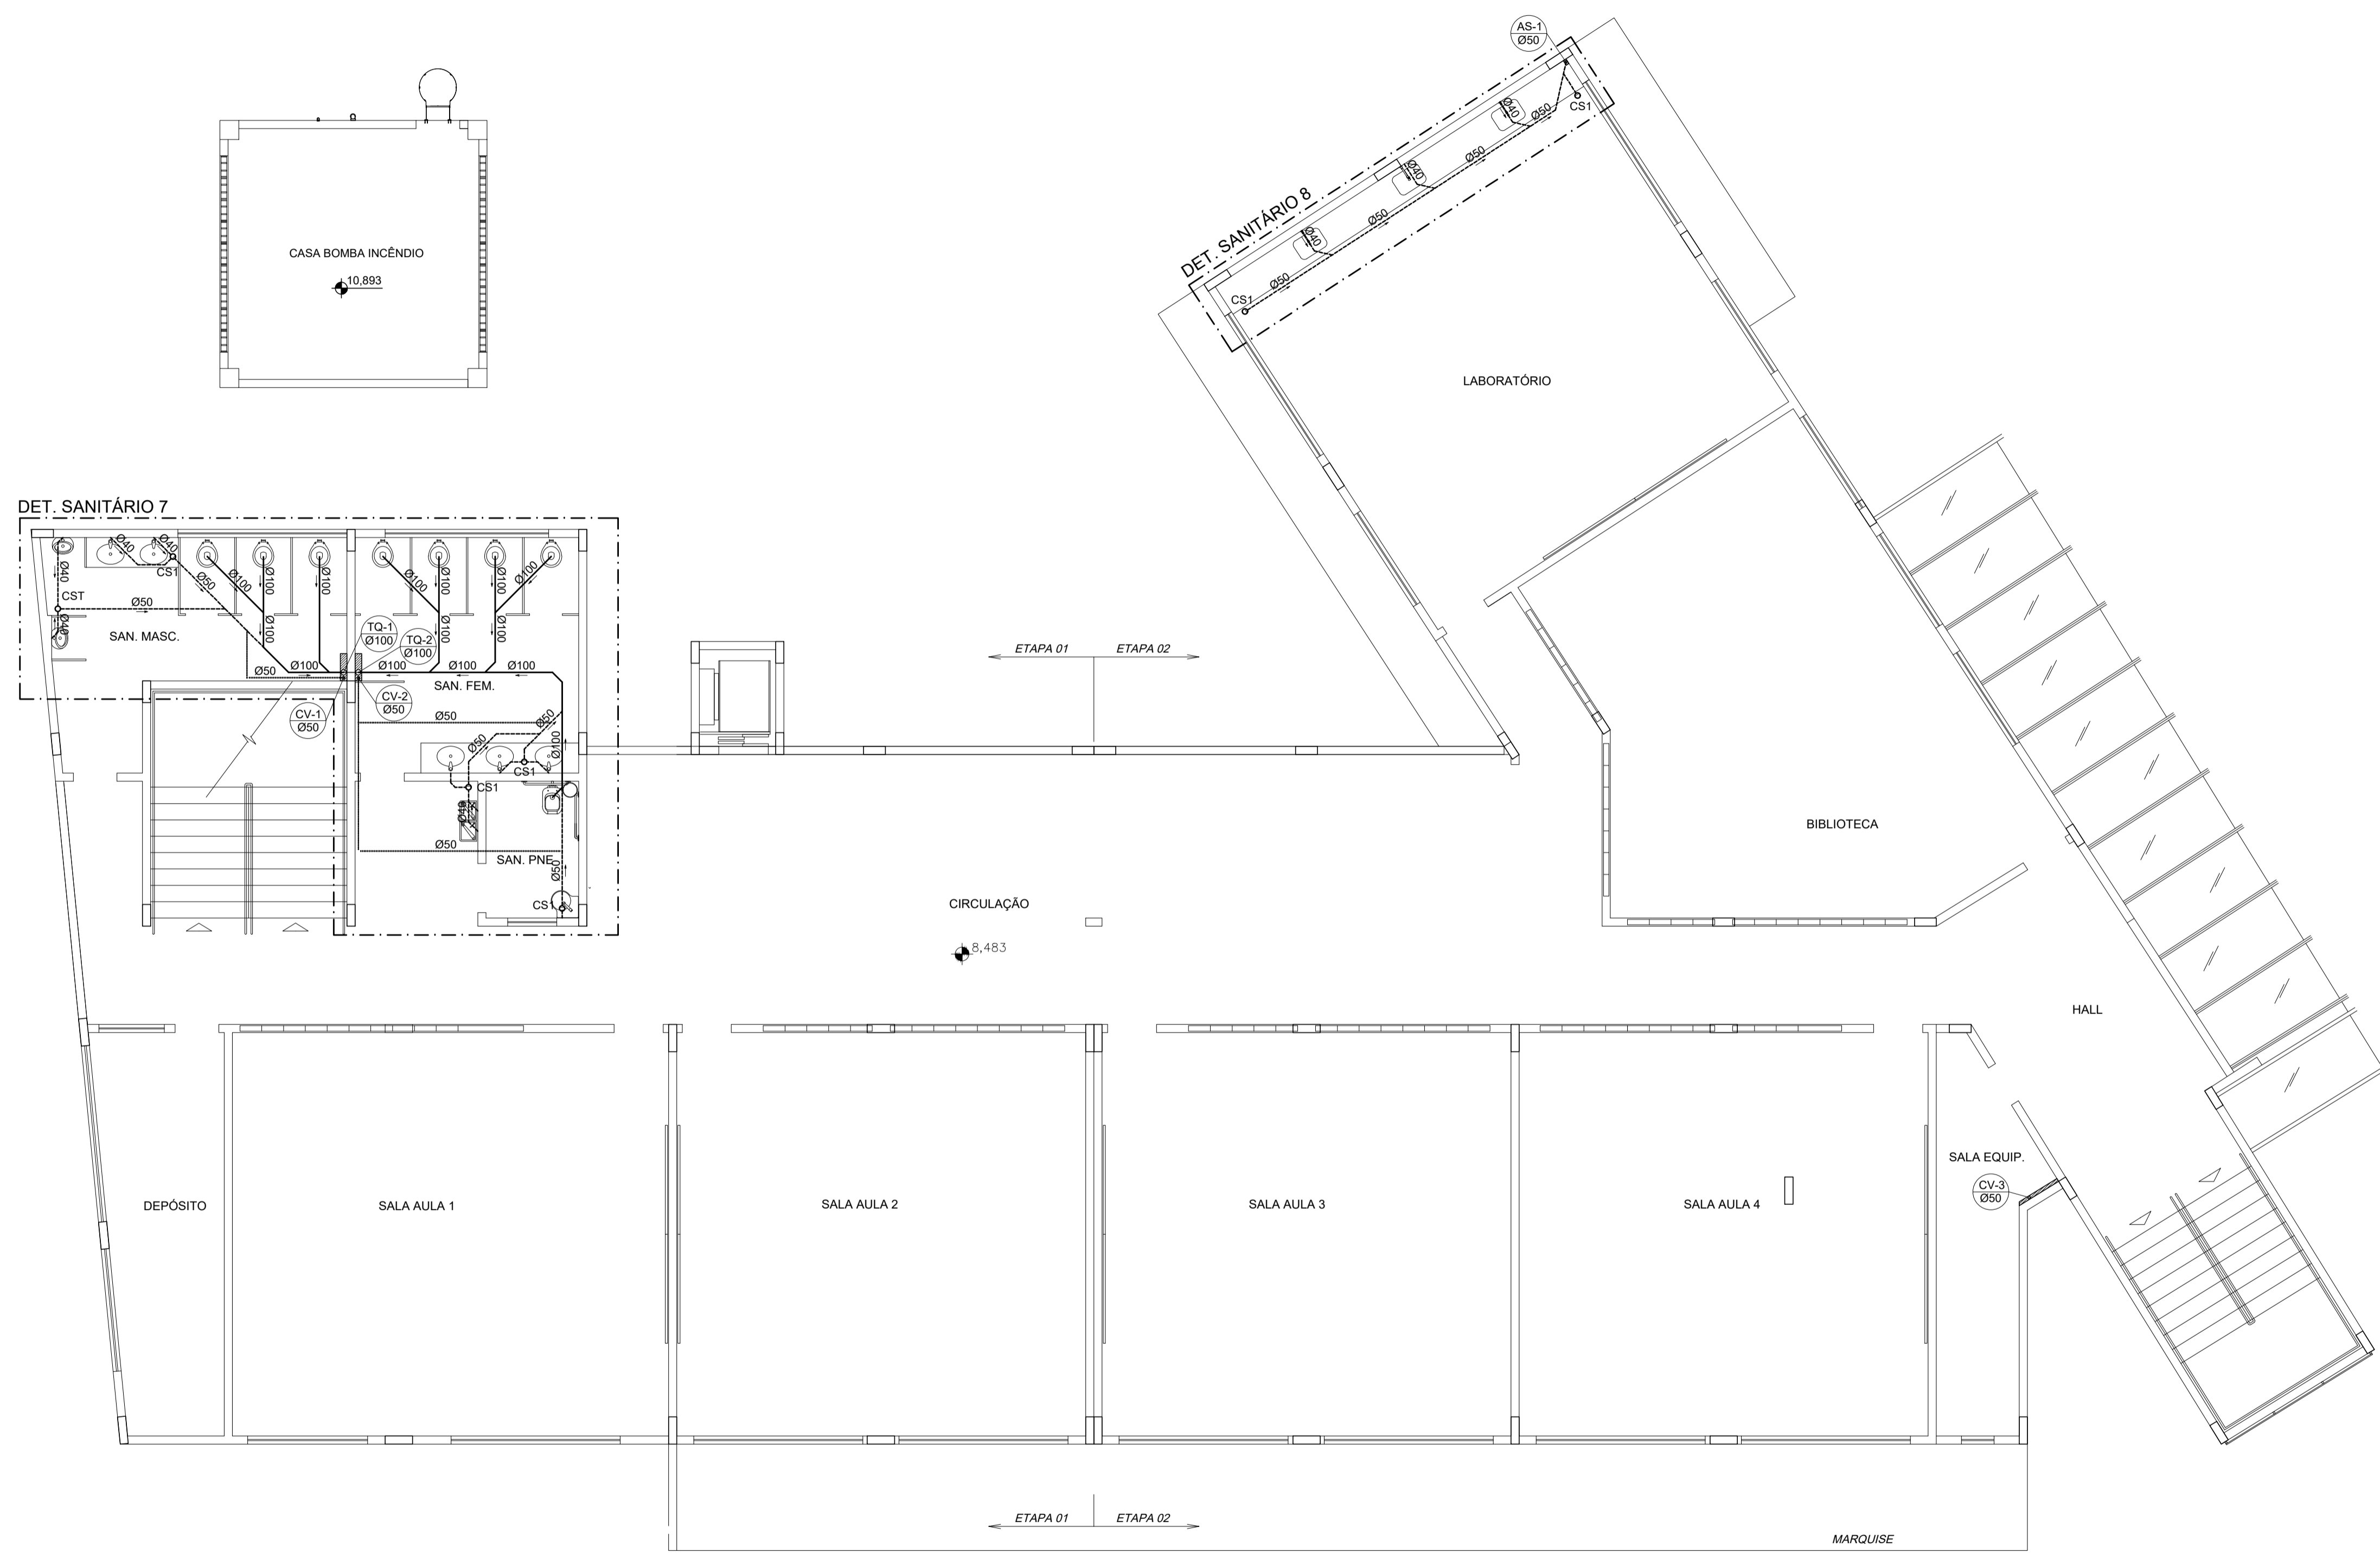 AS-1
Ø50
CS1
Ø40
Ø50
Ø40
Ø50
Ø40
Ø50
DET. SANITÁRIO 8
Ø50
CS1
CASA BOMBA INCÊNDIO
10,893
LABORATÓRIO
DET. SANITÁRIO 7
Ø40
Ø40
Ø40
CS1
Ø50
Ø100
Ø100
Ø100
Ø100
Ø100
Ø100
Ø100
CST
Ø50
Ø40
SAN. MASC.
Ø100
Ø100
Ø100
TQ-1
Ø100
TQ-2
Ø100
Ø50
Ø100
Ø100
Ø100
Ø100
SAN. FEM.
CV-2
Ø50
CV-1
Ø50
Ø50
Ø50
Ø50
Ø100
CS1
CS1
Ø40
Ø50
SAN. PNE
Ø50
CS1
ETAPA 01
ETAPA 02
BIBLIOTECA
CIRCULAÇÃO
8,483
HALL
SALA EQUIP.
CV-3
Ø50
DEPÓSITO
SALA AULA 1
SALA AULA 2
SALA AULA 3
SALA AULA 4
ETAPA 01
ETAPA 02
MARQUISE